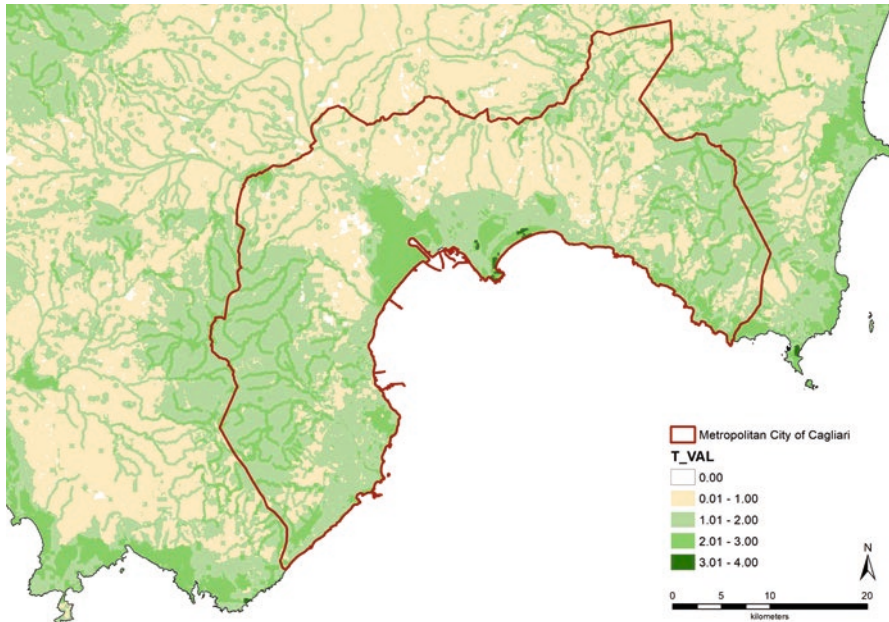 Metropolitan City of Cagliari
T_VAL
0.00
0.01 - 1.00
1.01 - 2.00
2.01 - 3.00
3.01 - 4.00
N
0 5 10 20
kilometers